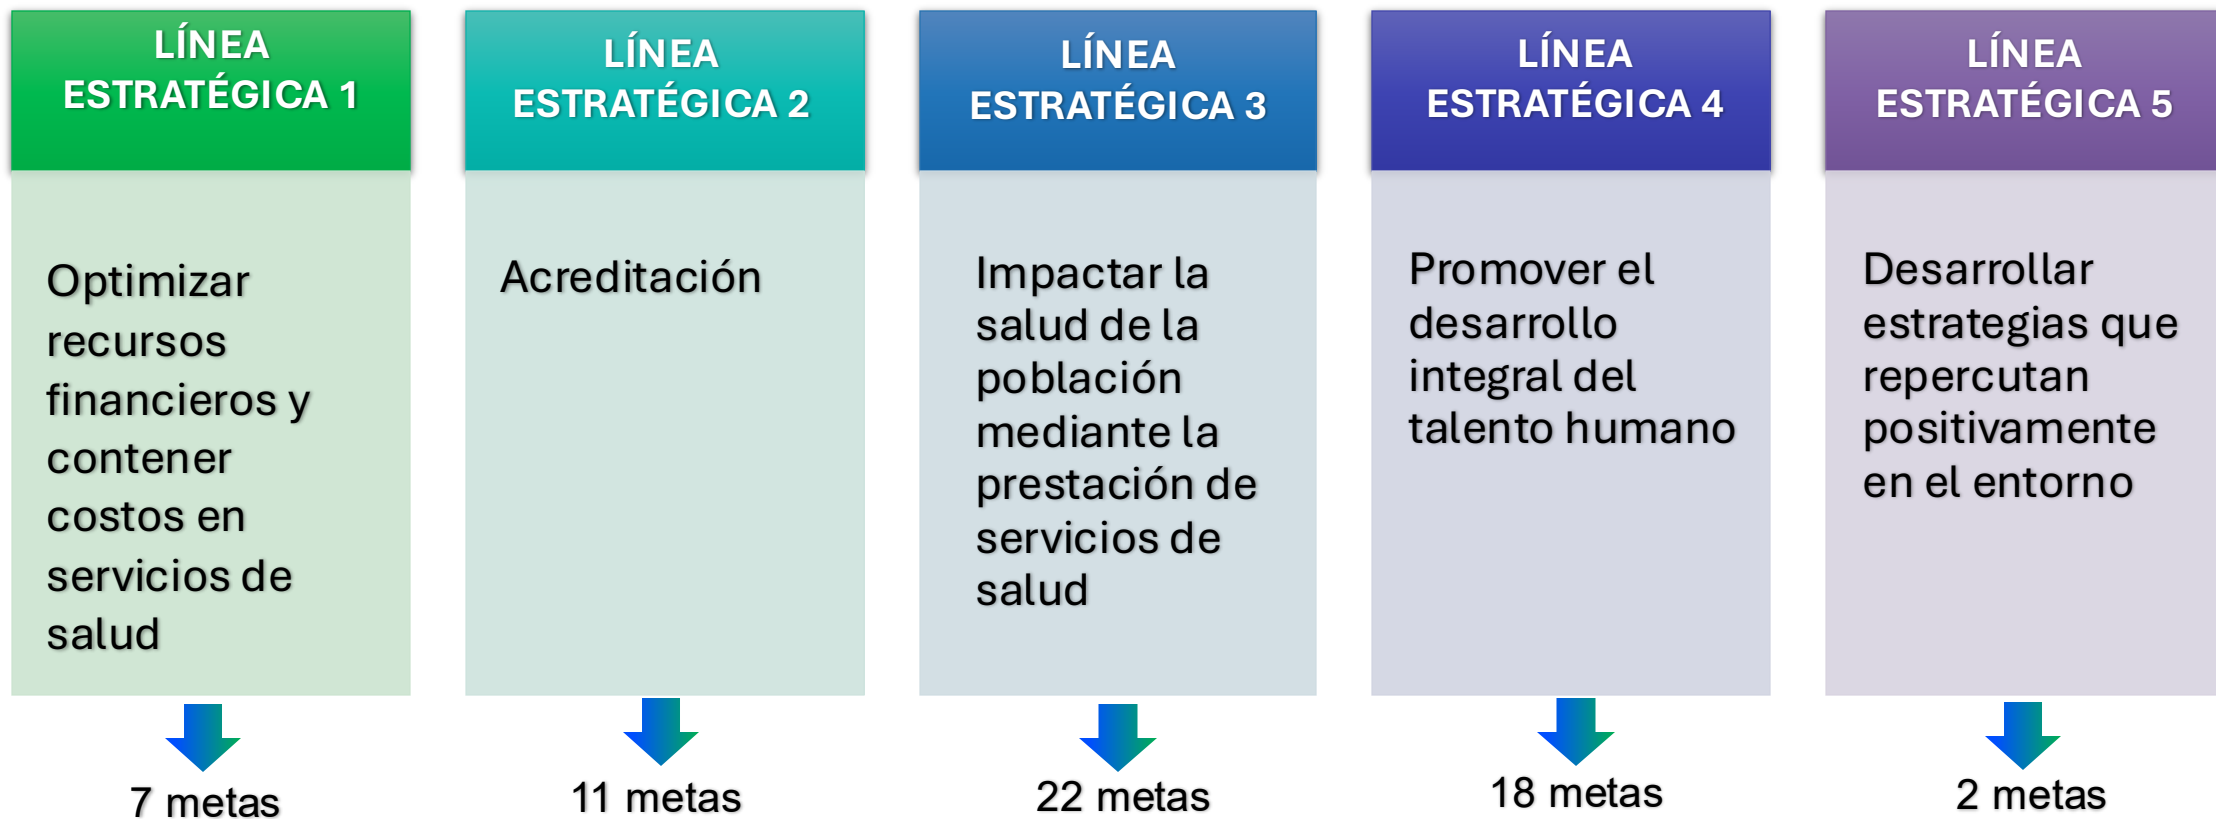 LÍNEA
ESTRATÉGICA 1
Optimizar
recursos
financieros y
contener
costos en
servicios de
salud
7 metas
LÍNEA
ESTRATÉGICA 2
Acreditación
11 metas
LÍNEA
ESTRATÉGICA 3
Impactar la
salud de la
población
mediante la
prestación de
servicios de
salud
22 metas
LÍNEA
ESTRATÉGICA 4
Promover el
desarrollo
integral del
talento humano
18 metas
LÍNEA
ESTRATÉGICA 5
Desarrollar
estrategias que
repercutan
positivamente
en el entorno
2 metas